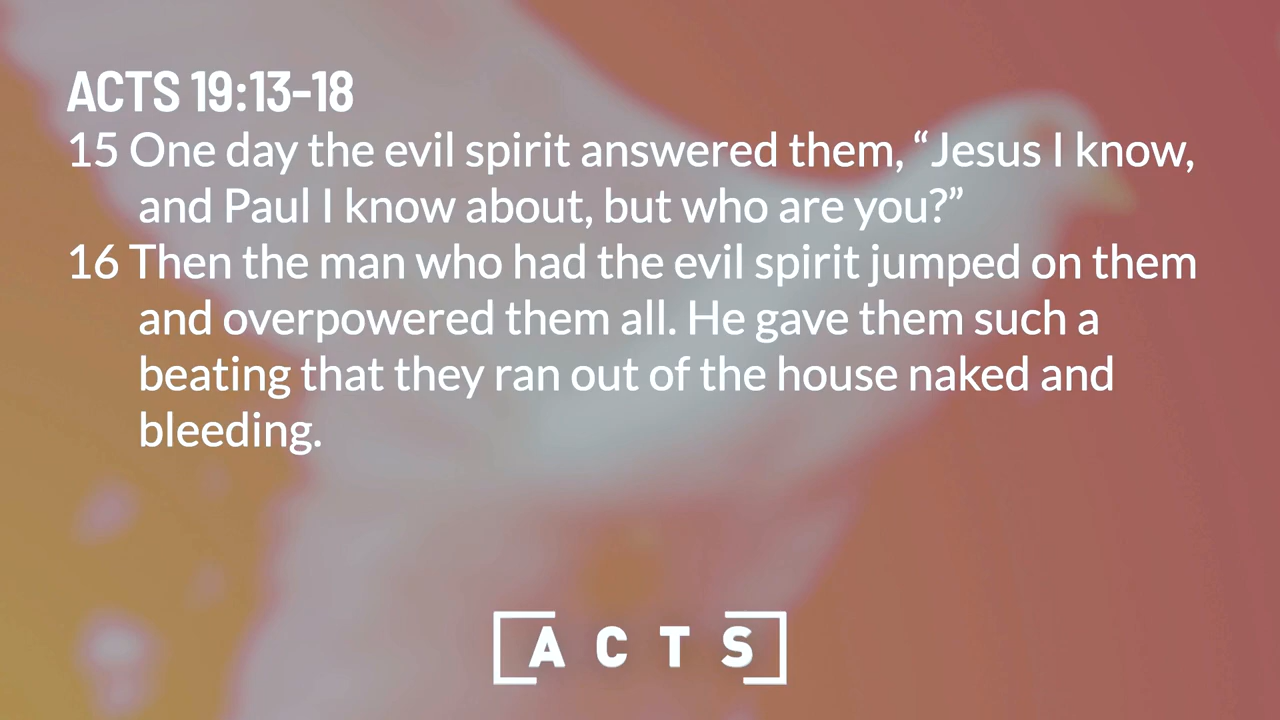 ACTS 19:13-18
15 One day the evil spirit answered them, “Jesus I know,
and Paul I know about, but who are you?”
16 Then the man who had the evil spirit jumped on them
and overpowered them all. He gave them such a
beating that they ran out of the house naked and
bleeding.
ACTS